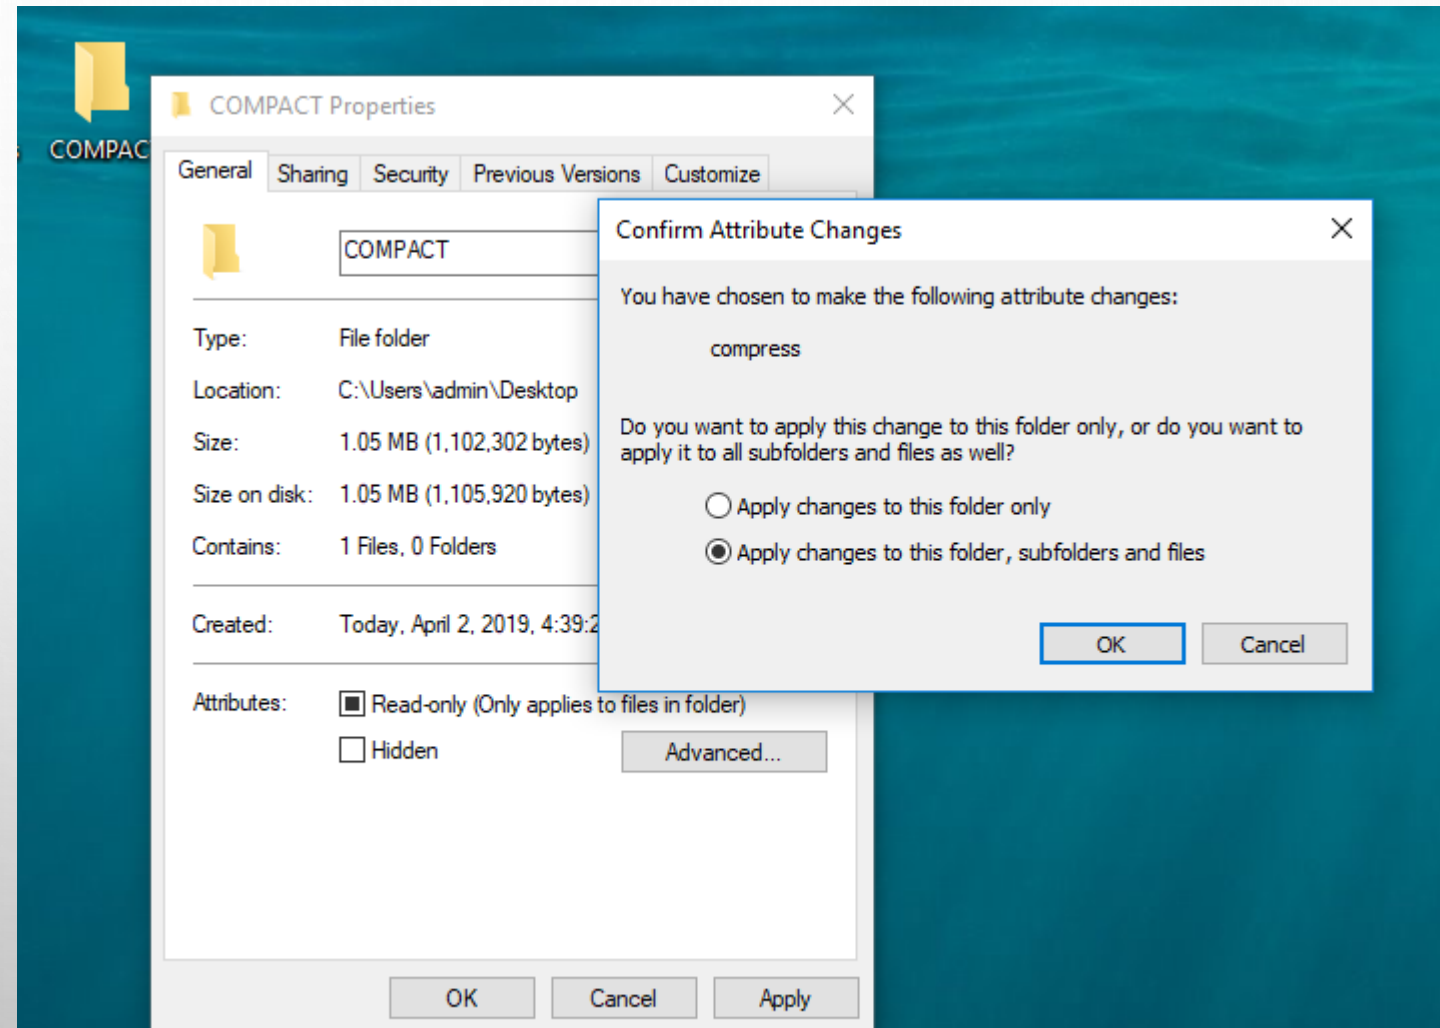 COMPAC
COMPACT Properties
General Sharing Security Previous Versions Customize
COMPACT
Type: File folder
Location: C:\Users\admin\Desktop
Size: 1.05 MB (1,102,302 bytes)
Size on disk: 1.05 MB (1,105,920 bytes)
Contains: 1 Files, 0 Folders
Created: Today, April 2, 2019, 4:39:2
Attributes: Read-only (Only applies to files in folder)
Hidden Advanced...
OK Cancel Apply
Confirm Attribute Changes
You have chosen to make the following attribute changes:
compress
Do you want to apply this change to this folder only, or do you want to
apply it to all subfolders and files as well?
Apply changes to this folder only
Apply changes to this folder, subfolders and files
OK Cancel